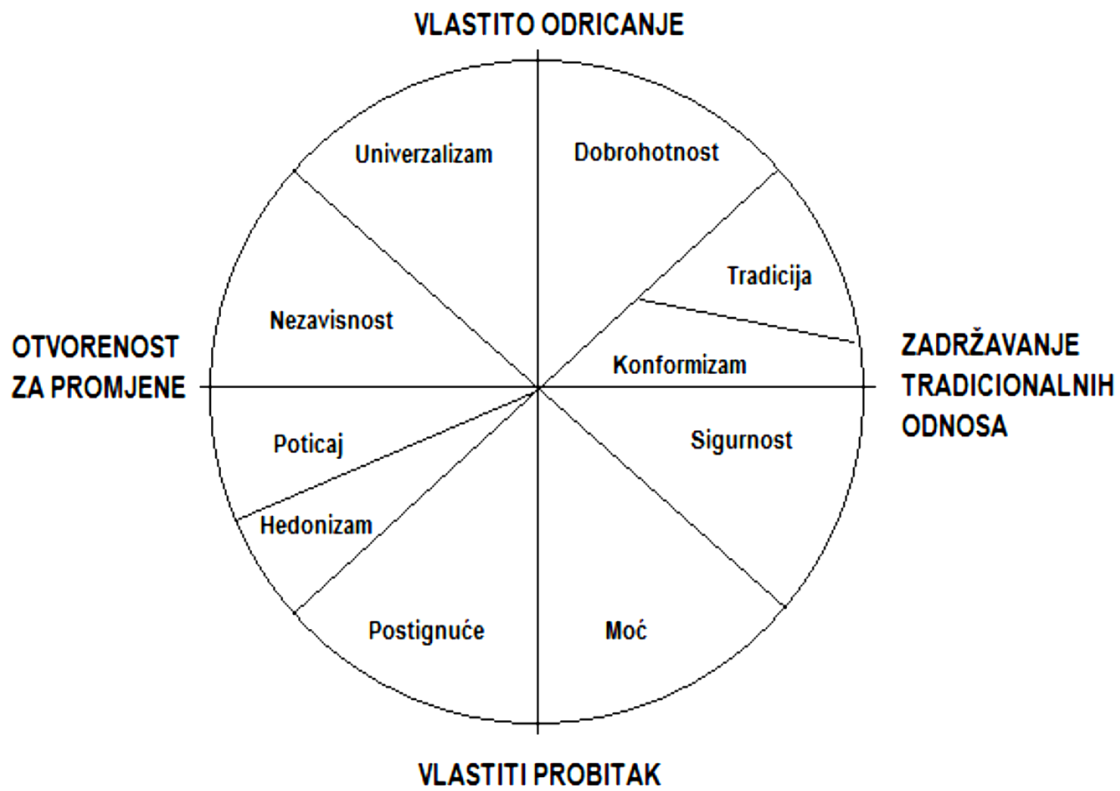 VLASTITO ODRICANJE
Univerzalizam
Dobrohotnost
Tradicija
Nezavisnost
Konformizam
OTVORENOST
ZA PROMJENE
ZADRŽAVANJE
TRADICIONALNIH
ODNOSA
Poticaj
Sigurnost
Hedonizam
Postignuće
Moć
VLASTITI PROBITAK